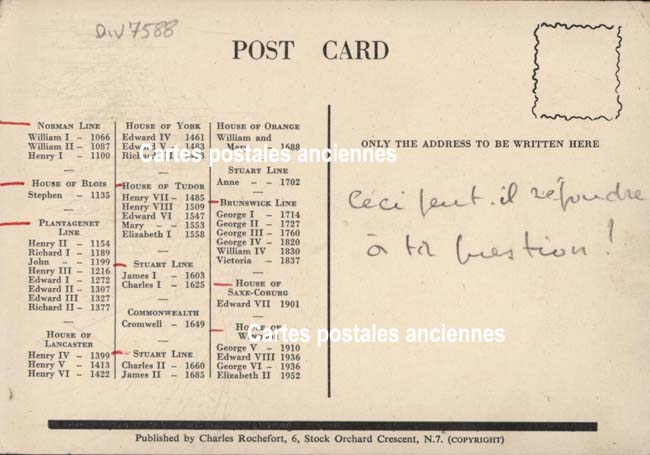 DIV 7588
POST CARD
NORMAN LINE
William I – 1066
William II – 1087
Henry I – 1100
HOUSE OF BLOIS
Stephen – 1135
PLANTAGENET
LINE
Henry II – 1154
Richard I – 1189
John – 1199
Henry III – 1216
Edward I – 1272
Edward II – 1307
Edward III 1327
Richard II – 1377
HOUSE OF
LANCASTER
Henry IV – 1399
Henry V – 1413
Henry VI – 1422
HOUSE OF YORK
Edward IV 1461
Edward V – 1483
HOUSE OF TUDOR
Henry VII – 1485
Henry VIII 1509
Edward VI 1547
Mary – – 1553
Elizabeth I 1558
STUART LINE
James I – 1603
Charles I – 1625
COMMONWEALTH
Cromwell – 1649
STUART LINE
Charles II – 1660
James II – 1685
HOUSE OF ORANGE
William and
Mary – 1688
STUART LINE
Anne – – 1702
BRUNSWICK LINE
George I – 1714
George II – 1727
George III – 1760
George IV – 1820
William IV – 1830
Victoria – 1837
HOUSE OF
SAXE-COBURG
Edward VII 1901
HOUSE OF
George V – 1910
Edward VIII 1936
George VI – 1936
Elizabeth II 1952
ONLY THE ADDRESS TO BE WRITTEN HERE
Ceci peut-il répondre
à ta question !
Cartes postales anciennes
Cartes postales anciennes
Published by Charles Rochefort, 6, Stock Orchard Crescent, N.7. (COPYRIGHT)